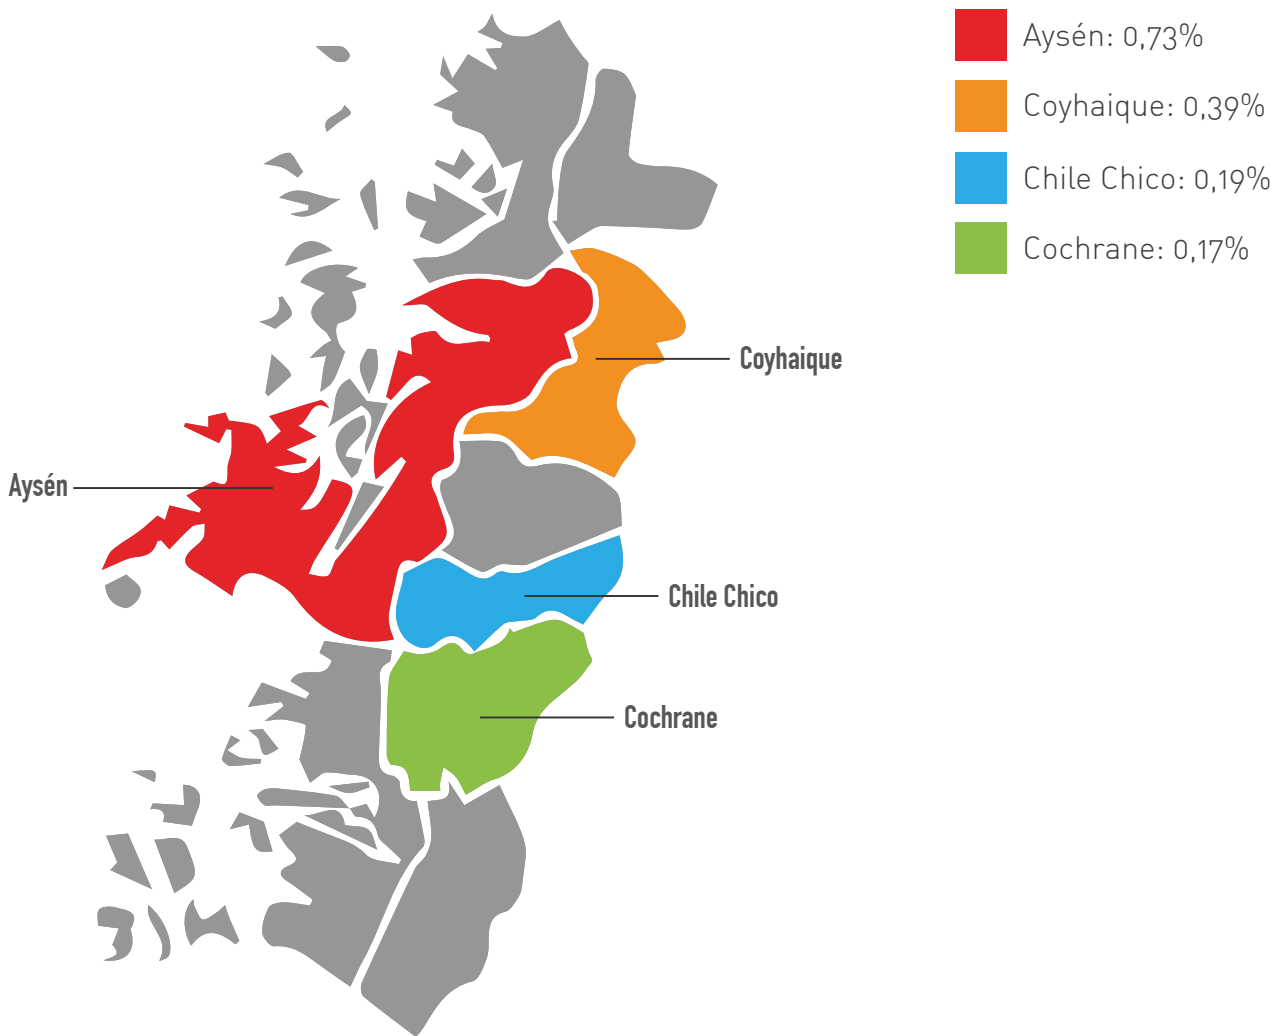 Aysén: 0,73%
Coyhaique: 0,39%
Chile Chico: 0,19%
Cochrane: 0,17%
Coyhaique
Aysén
Chile Chico
Cochrane